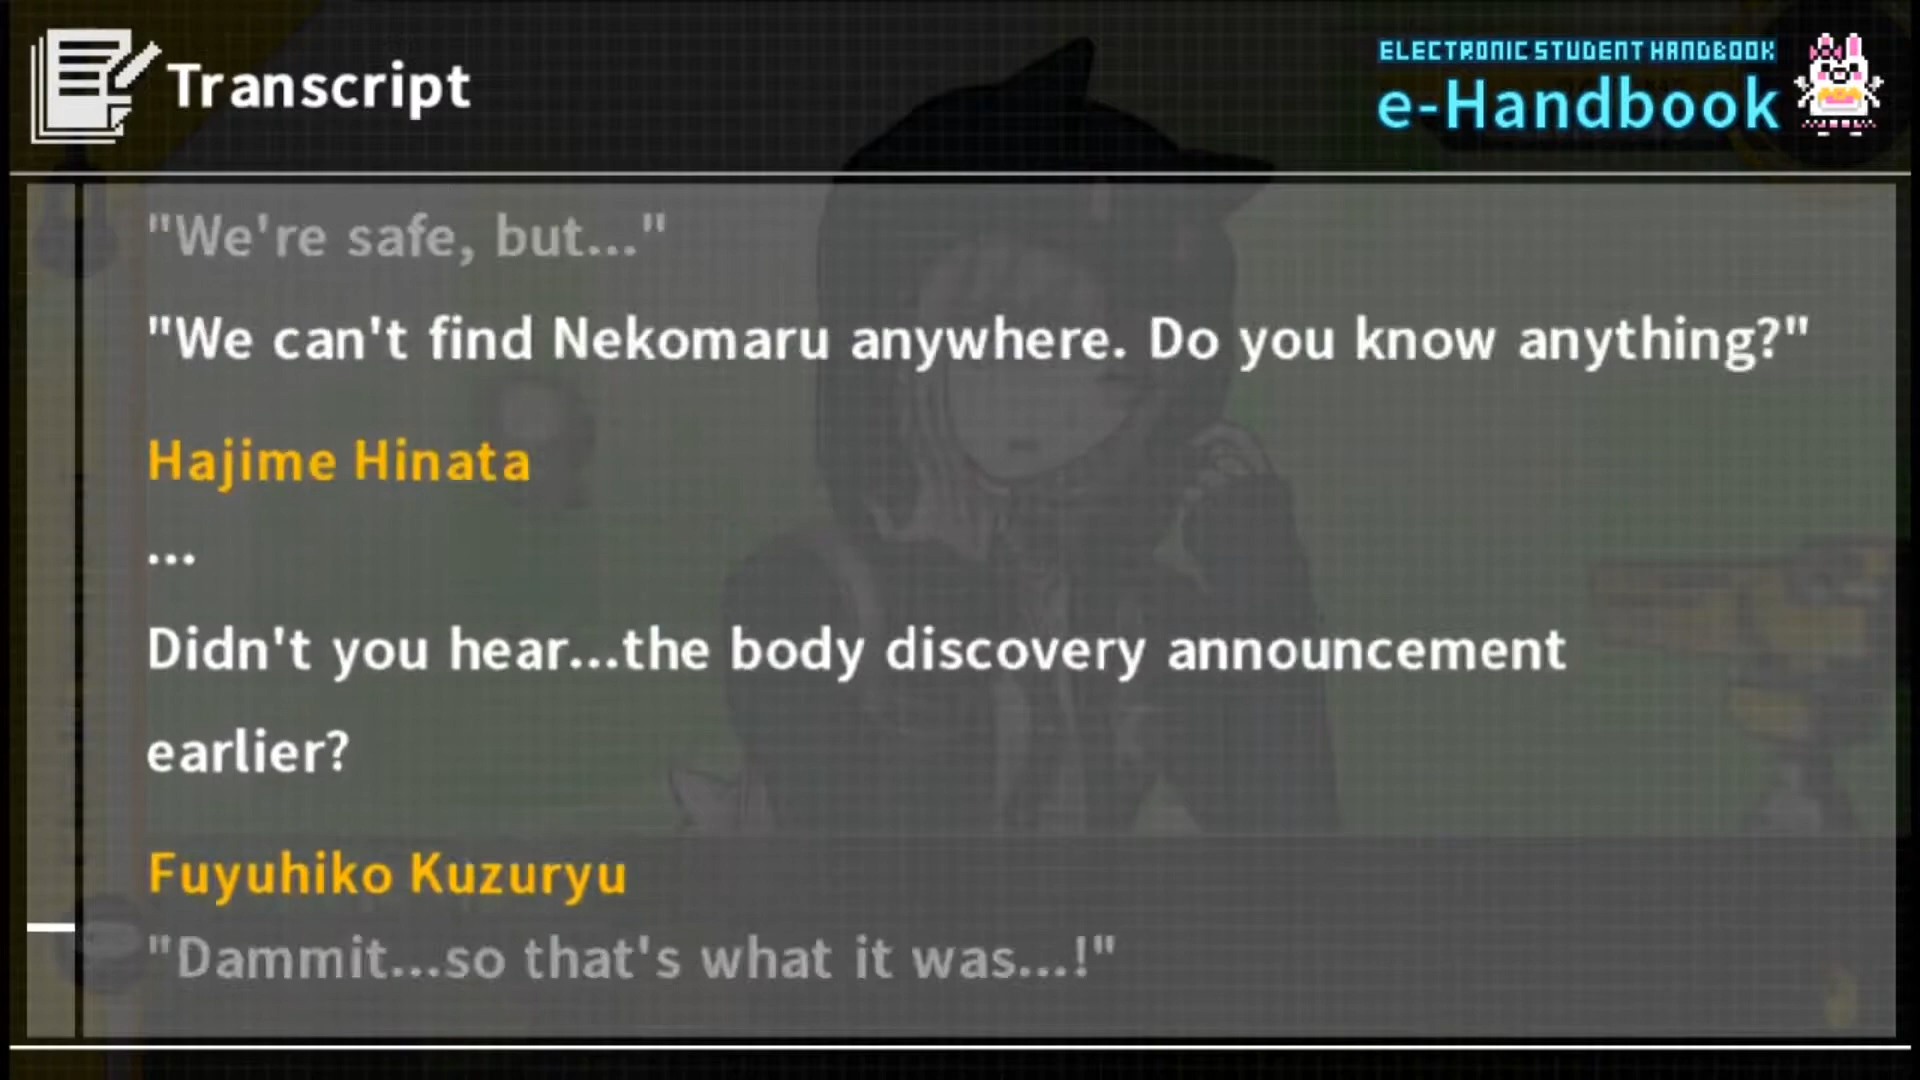 Transcript
ELECTRONIC STUDENT HANDBOOK
e-Handbook
"We're safe, but..."
"We can't find Nekomaru anywhere. Do you know anything?"
Hajime Hinata
...
Didn't you hear...the body discovery announcement
earlier?
Fuyuhiko Kuzuryu
"Dammit...so that's what it was...!"